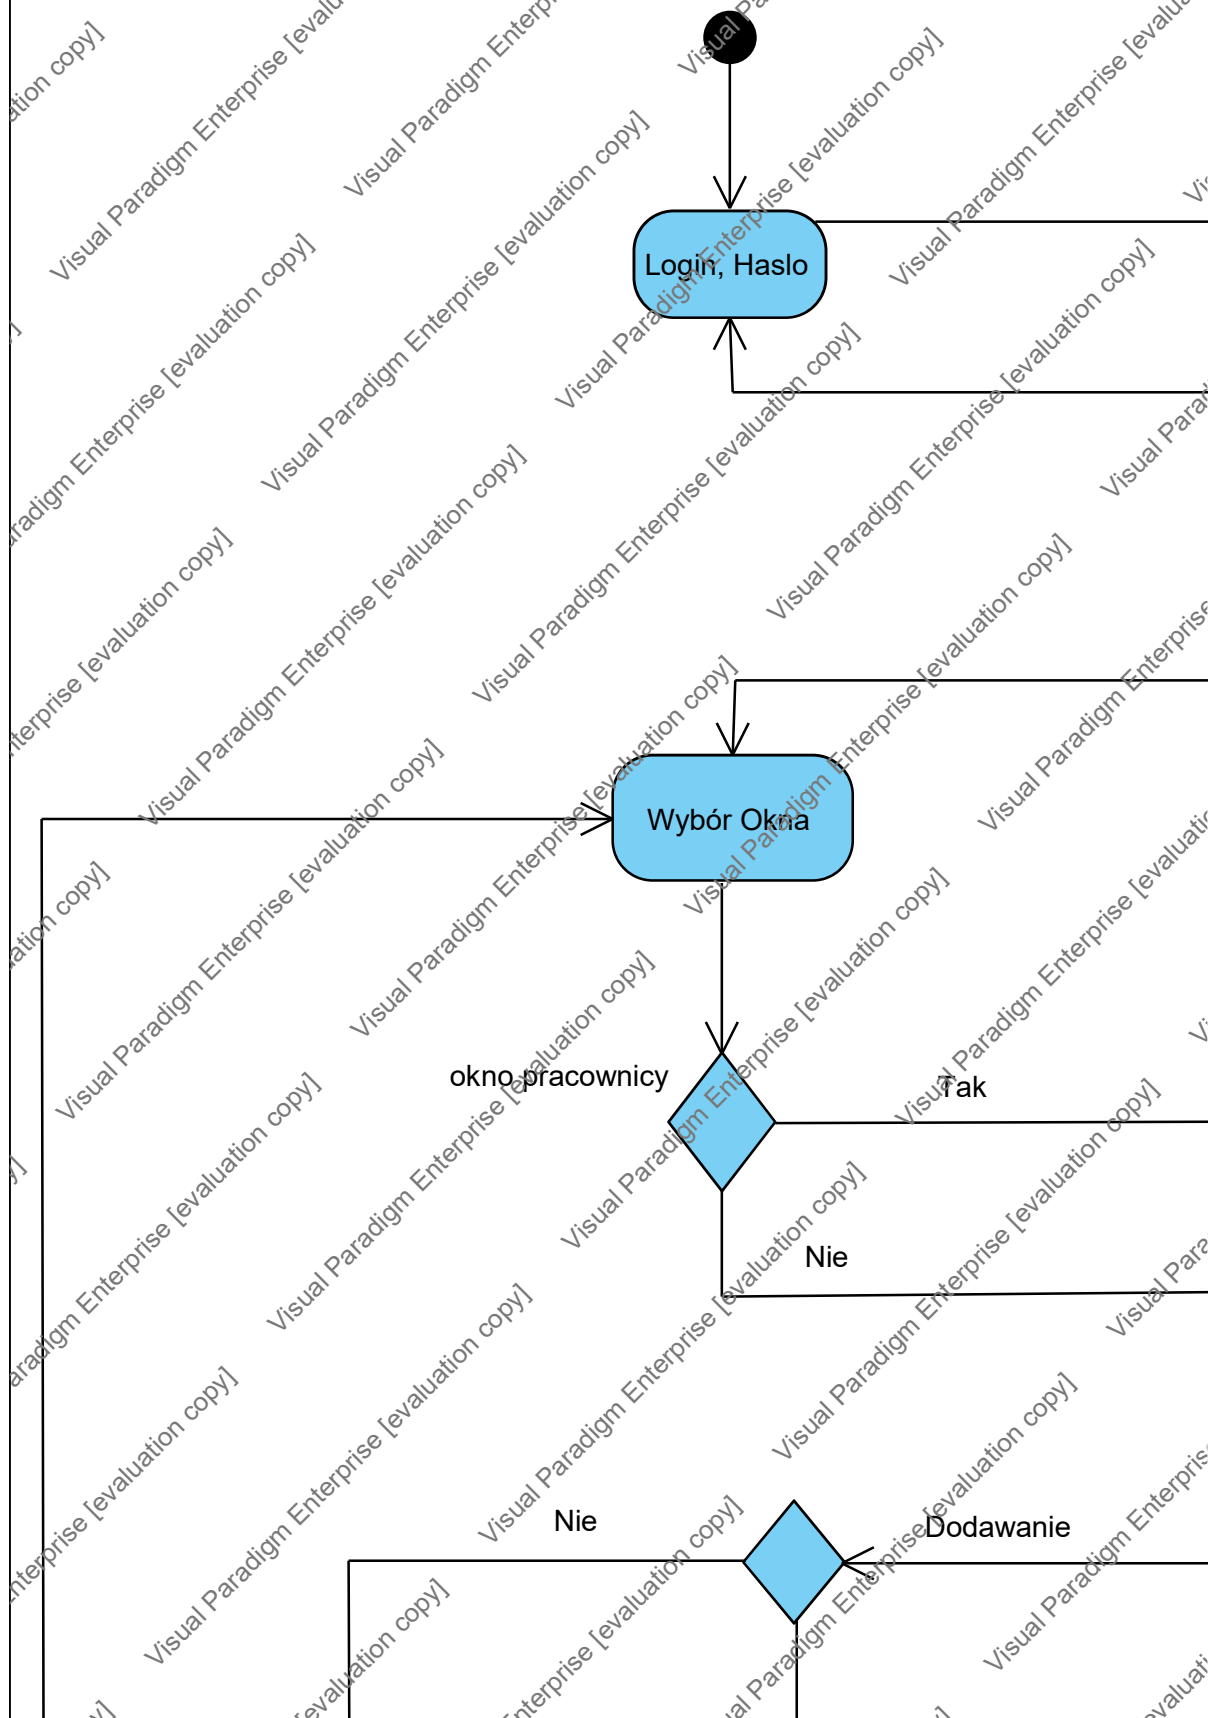 Login, Haslo
Wybór Okna
okno pracownicy
Tak
Nie
Nie
Dodawanie
Visual Paradigm Enterprise [evaluation copy]